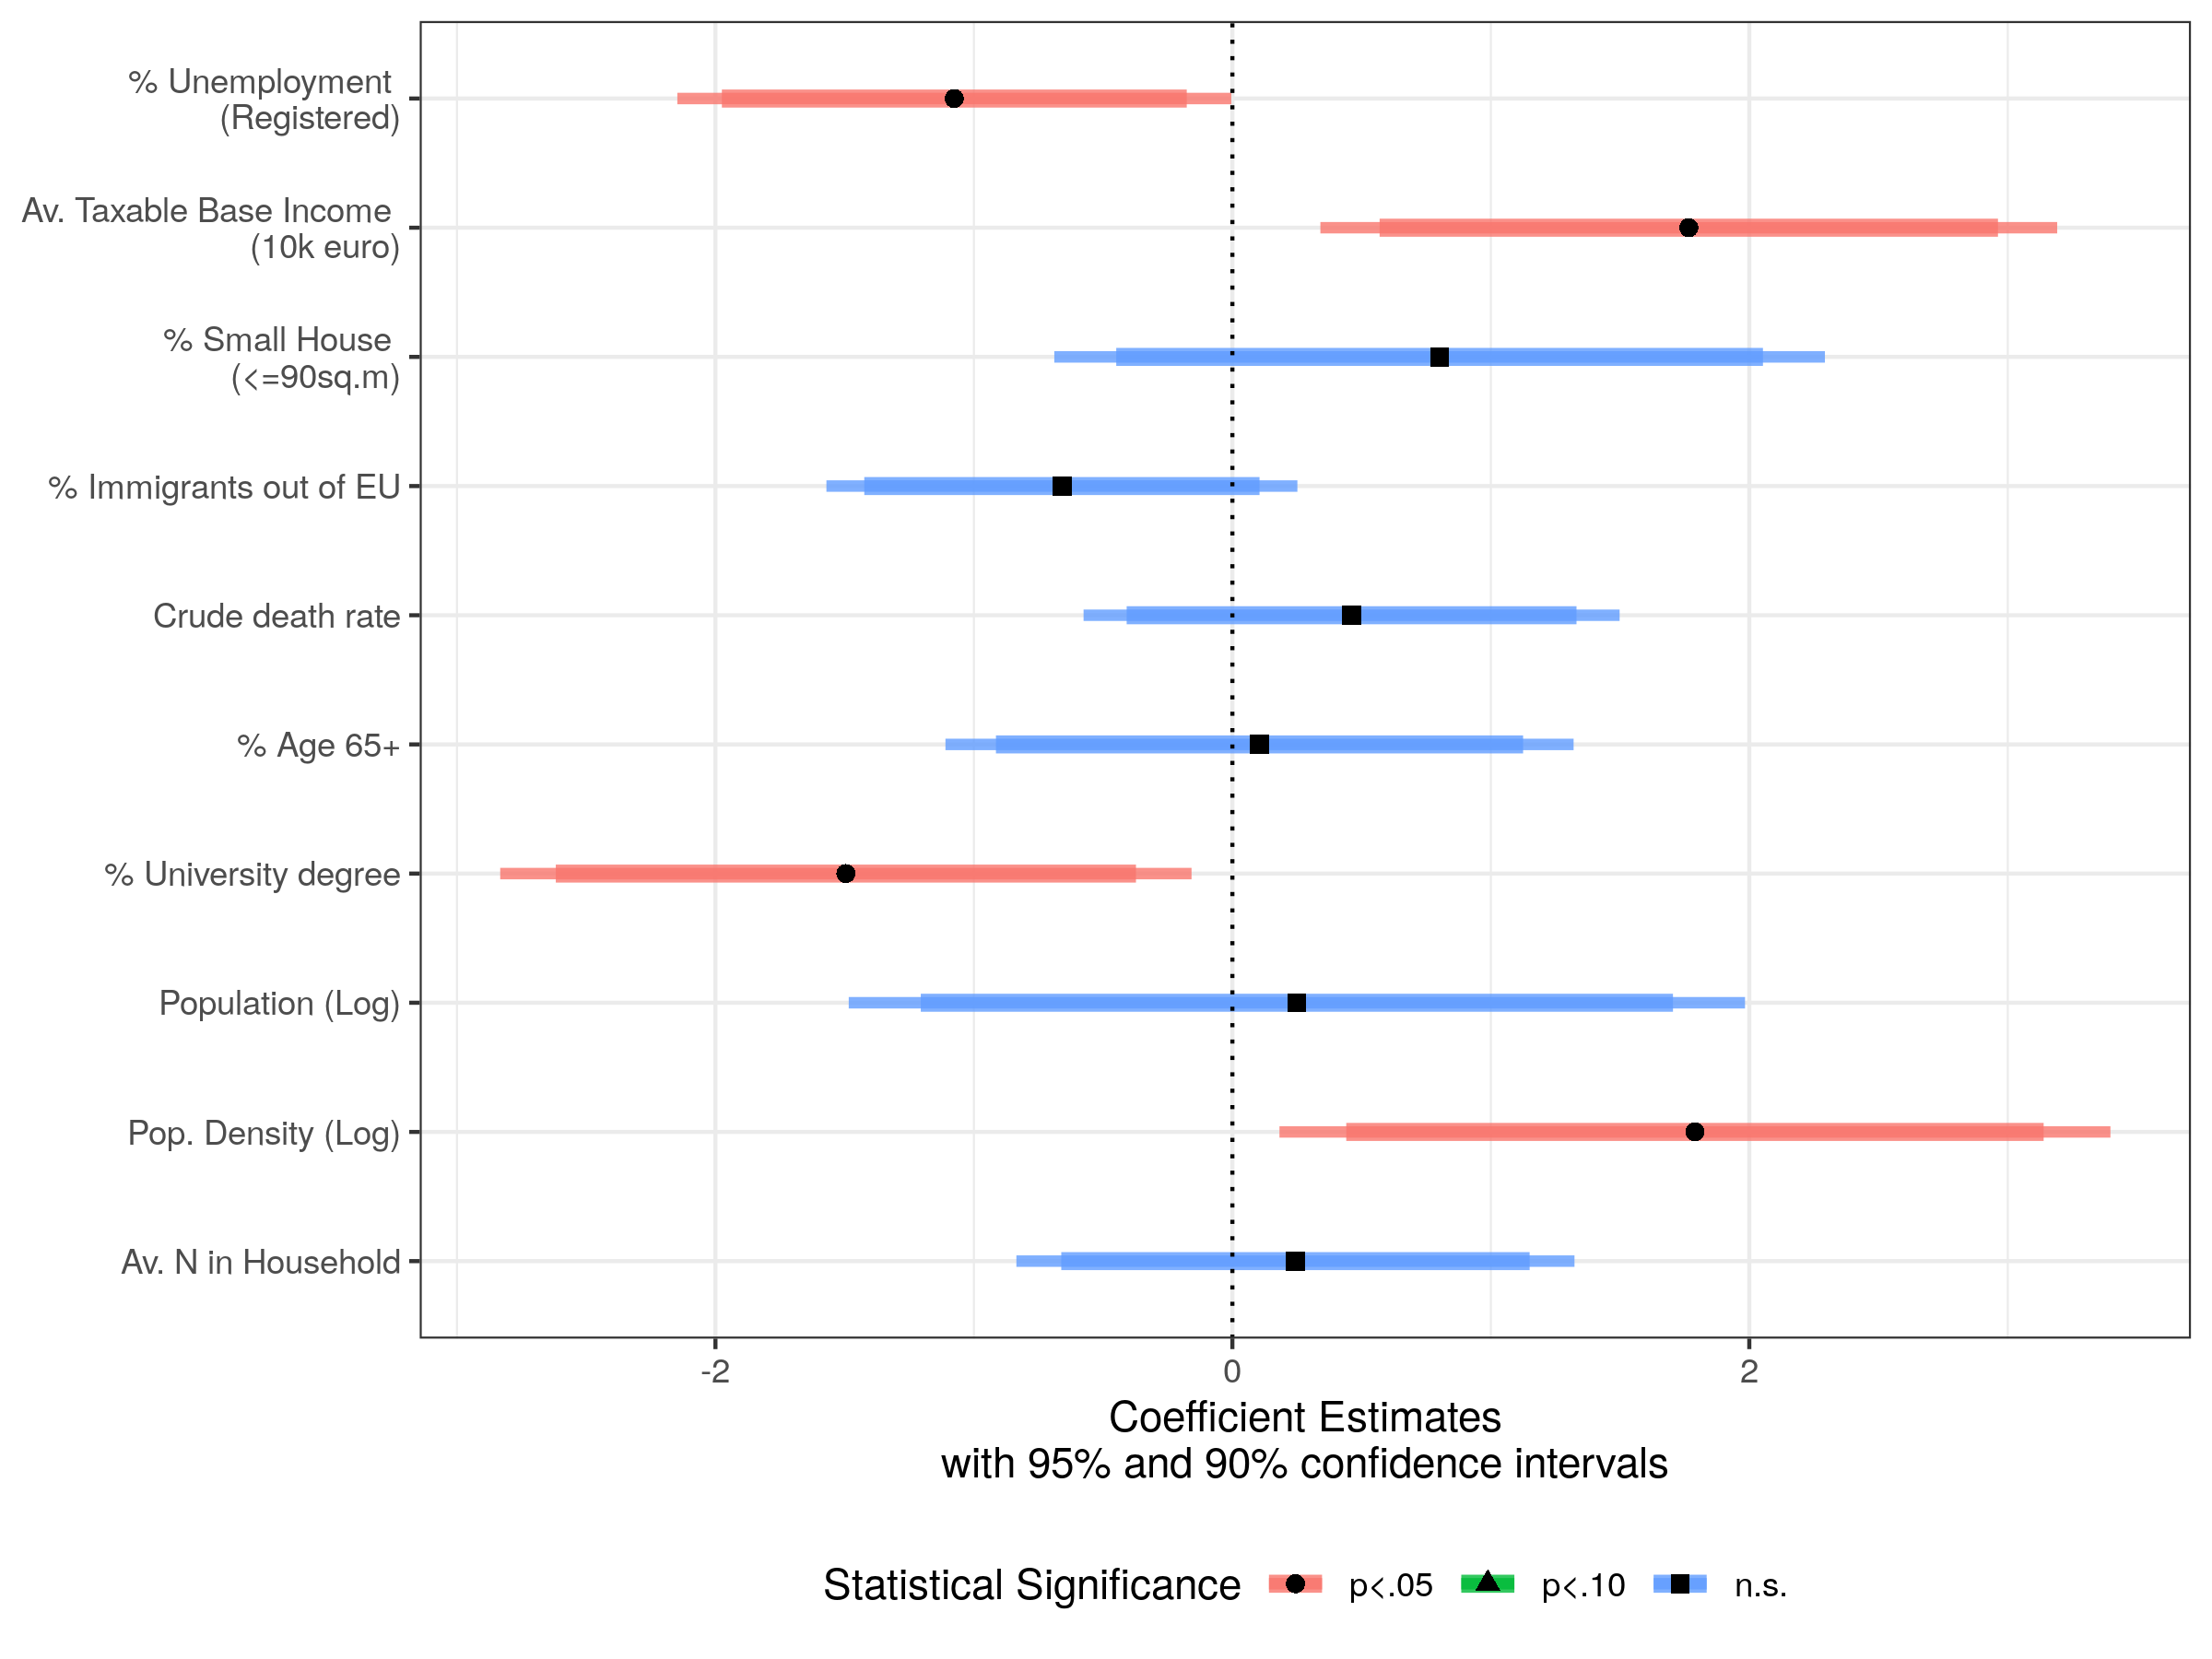 % Unemployment
(Registered)
Av. Taxable Base Income
(10k euro)
% Small House
(<=90sq.m)
% Immigrants out of EU
Crude death rate
% Age 65+
% University degree
Population (Log)
Pop. Density (Log)
Av. N in Household
-2 0 2
Coefficient Estimates
with 95% and 90% confidence intervals
Statistical Significance p<.05 p<.10 n.s.